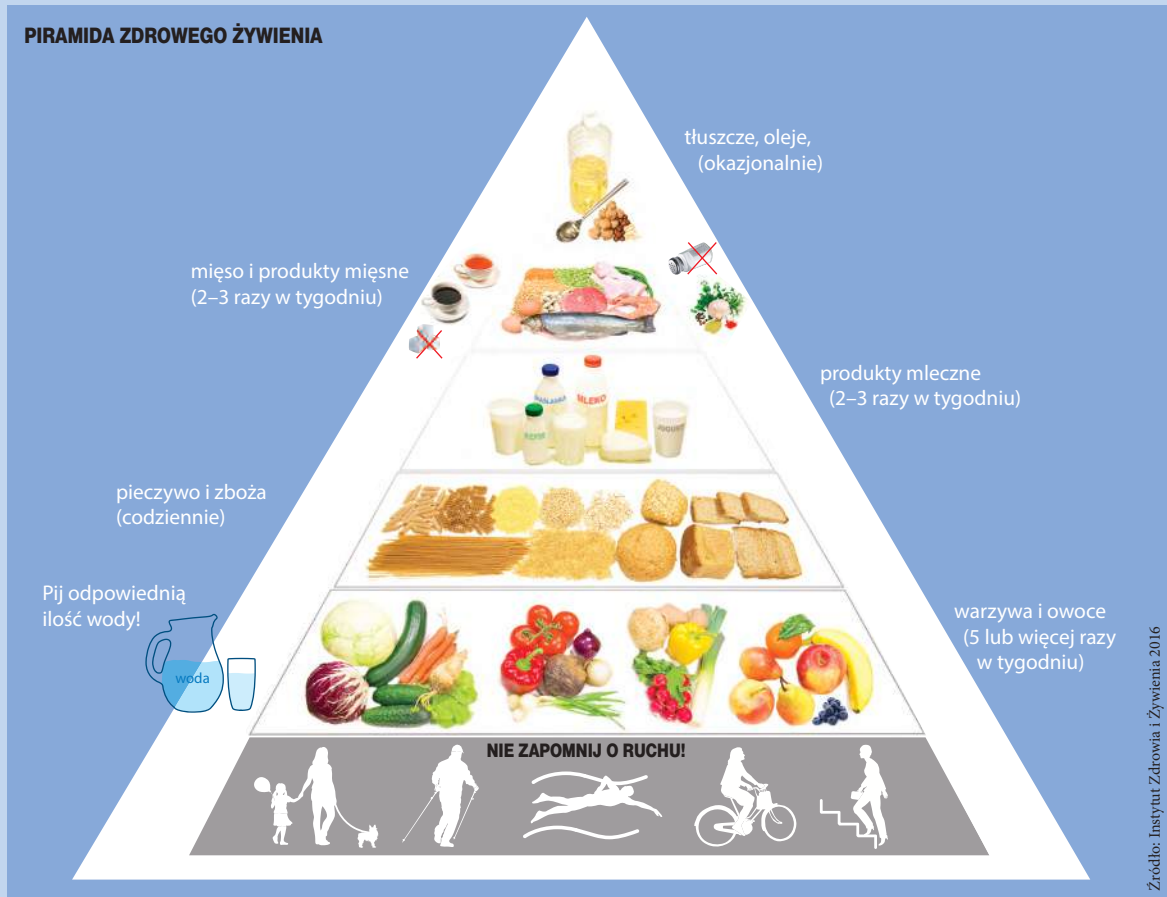 PIRAMIDA ZDROWEGO ŻYWIENIA
tłuszcze, oleje,
(okazjonalnie)
mięso i produkty mięsne
(2–3 razy w tygodniu)
produkty mleczne
(2–3 razy w tygodniu)
MLEKO
JOGURT
pieczywo i zboża
(codziennie)
Pij odpowiednią
ilość wody!
woda
warzywa i owoce
(5 lub więcej razy
w tygodniu)
NIE ZAPOMNIJ O RUCHU!
Źródło: Instytut Zdrowia i Żywienia 2016